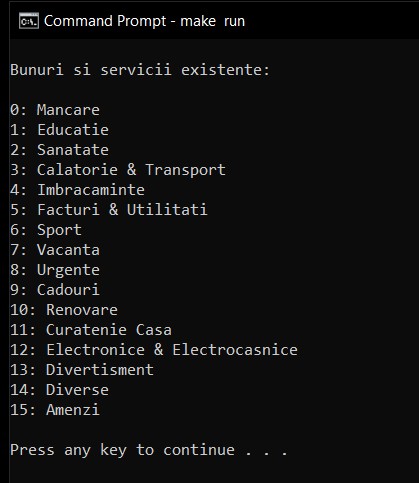 Command Prompt - make run
Bunuri si servicii existente:
0: Mancare
1: Educatie
2: Sanatate
3: Calatorie & Transport
4: Imbracaminte
5: Facturi & Utilitati
6: Sport
7: Vacanta
8: Urgente
9: Cadouri
10: Renovare
11: Curatenie Casa
12: Electronice & Electrocasnice
13: Divertisment
14: Diverse
15: Amenzi
Press any key to continue . . .